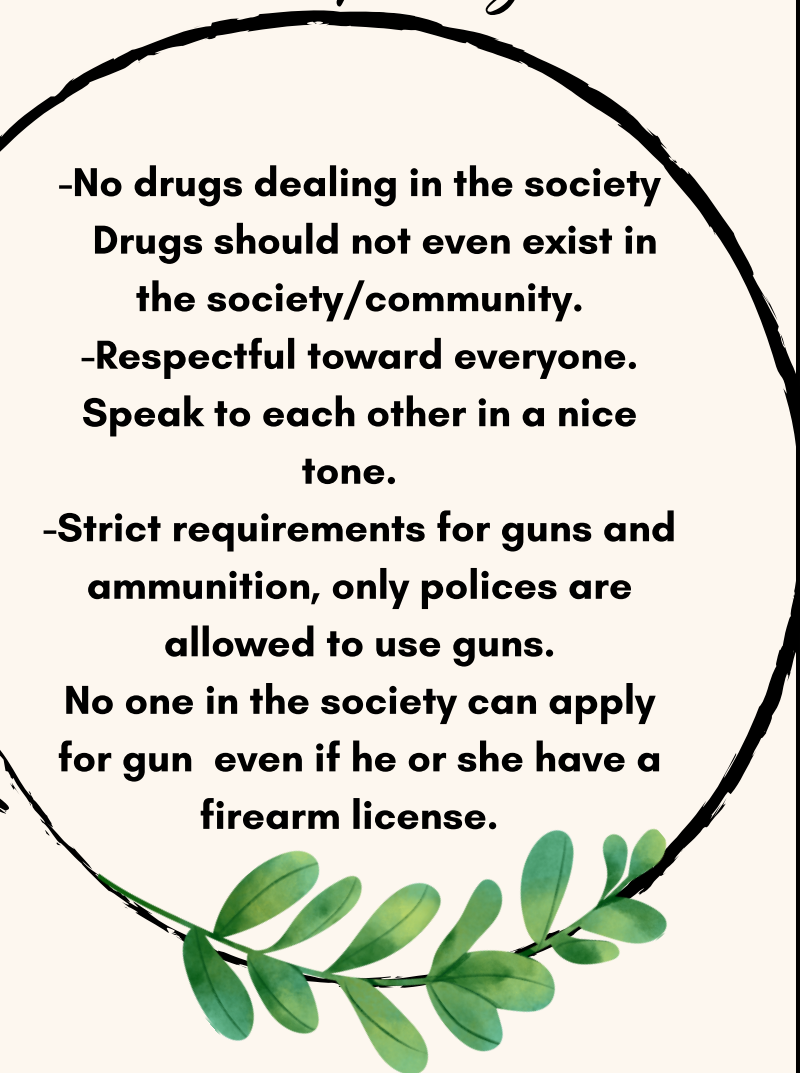 -No drugs dealing in the society
Drugs should not even exist in
the society/community.
-Respectful toward everyone.
Speak to each other in a nice
tone.
-Strict requirements for guns and
ammunition, only polices are
allowed to use guns.
No one in the society can apply
for gun  even if he or she have a
firearm license.